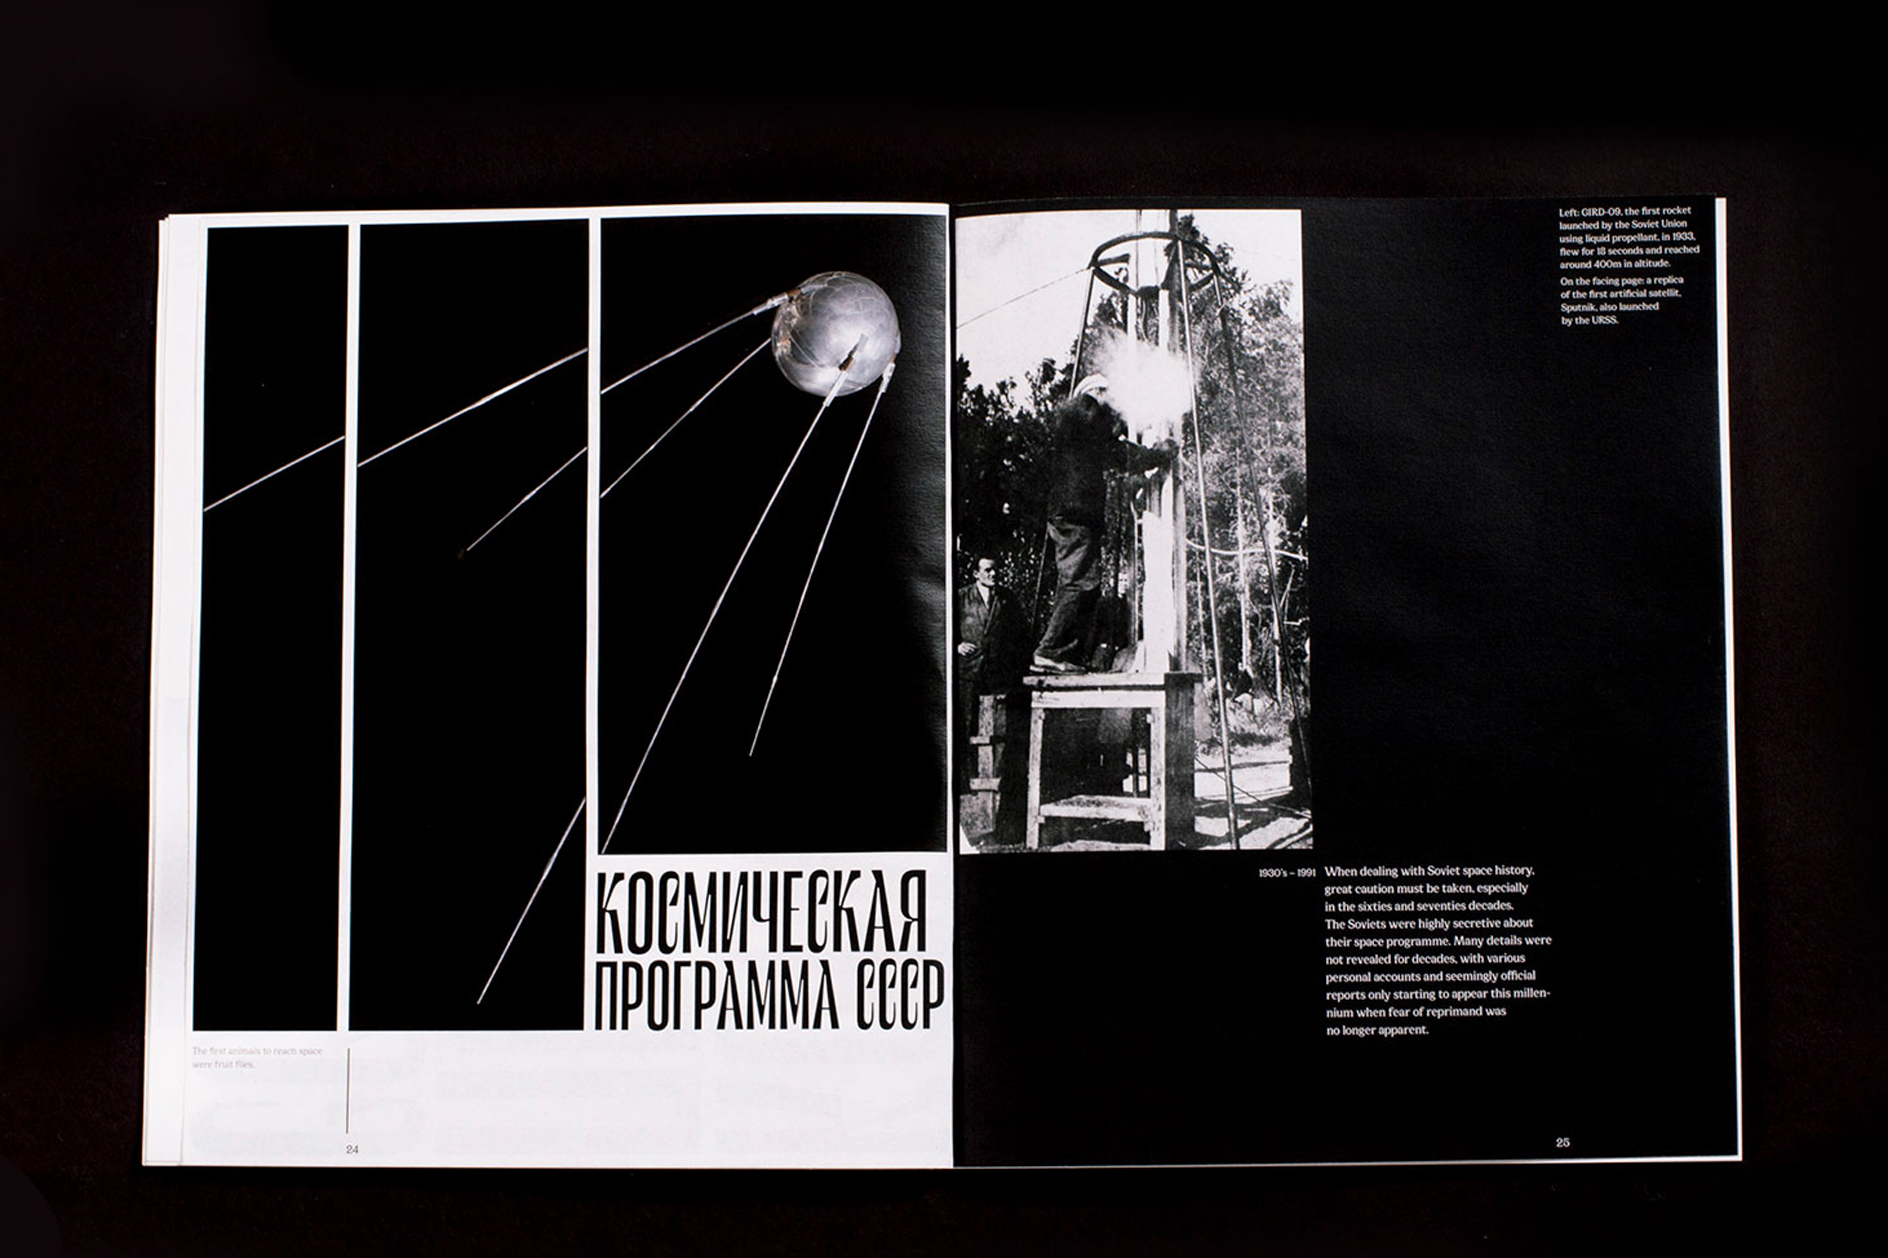 КОСМИЧЕСКАЯ
ПРОГРАММА СССР
The first animals to reach space
were fruit flies.
24
Left: GIRD-09, the first rocket
launched by the Soviet Union
using liquid propellant, in 1933,
flew for 18 seconds and reached
around 400m in altitude.
On the facing page: a replica
of the first artificial satellit,
Sputnik, also launched
by the URSS.
1930's – 1991
When dealing with Soviet space history,
great caution must be taken, especially
in the sixties and seventies decades.
The Soviets were highly secretive about
their space programme. Many details were
not revealed for decades, with various
personal accounts and seemingly official
reports only starting to appear this millen-
nium when fear of reprimand was
no longer apparent.
25